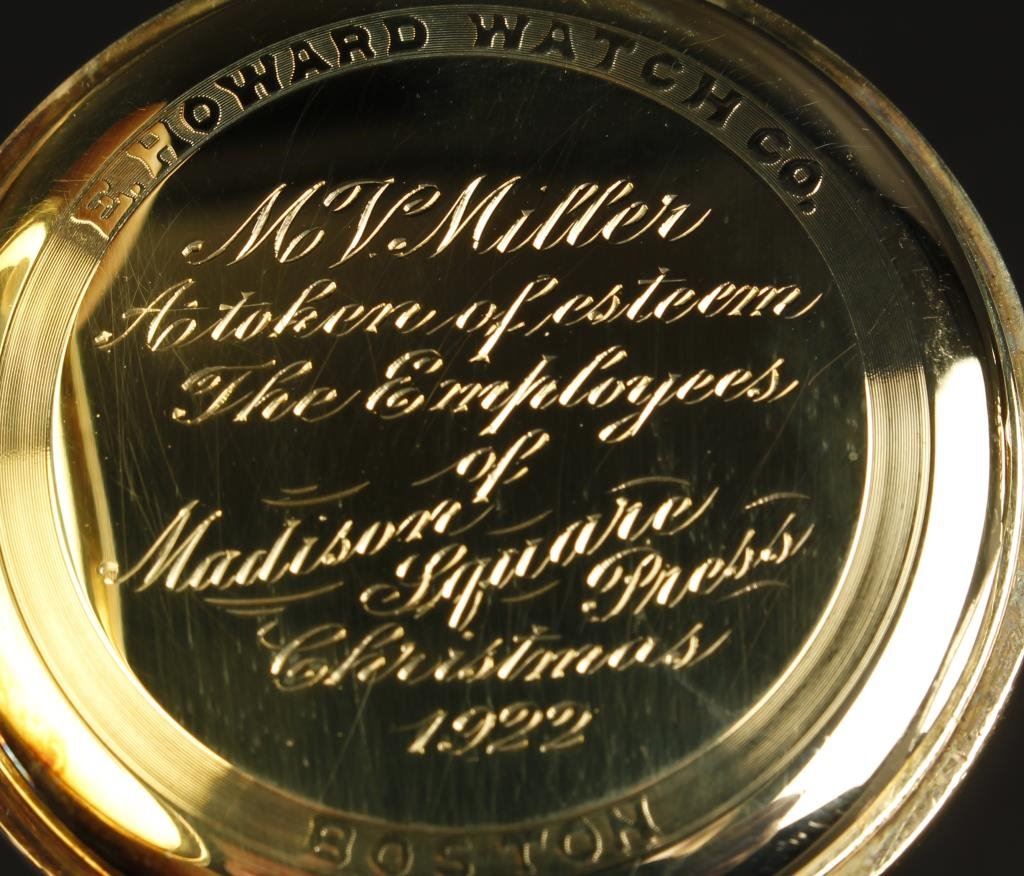 E. HOWARD WATCH CO.
M.V. Miller
A token of esteem
The Employees
of
Madison Square Press
Christmas
1922
BOSTON